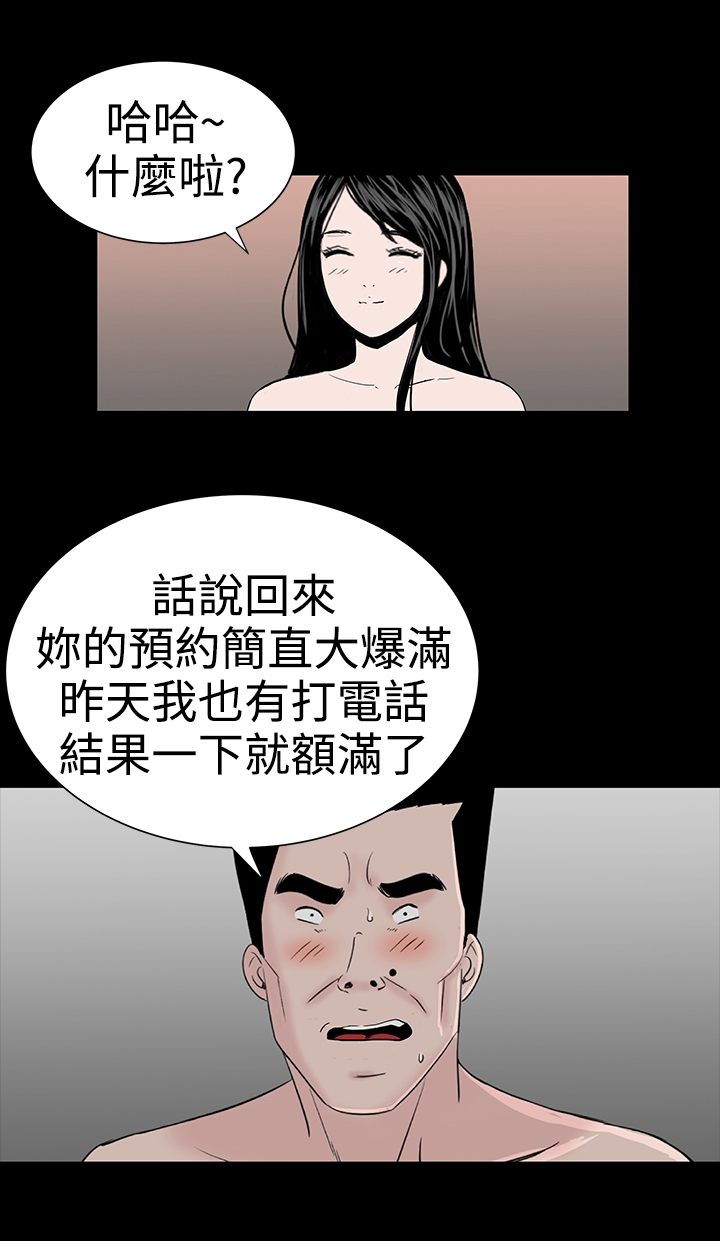 哈哈~
什麼啦?
話說回來
妳的預約簡直大爆滿
昨天我也有打電話
結果一下就額滿了